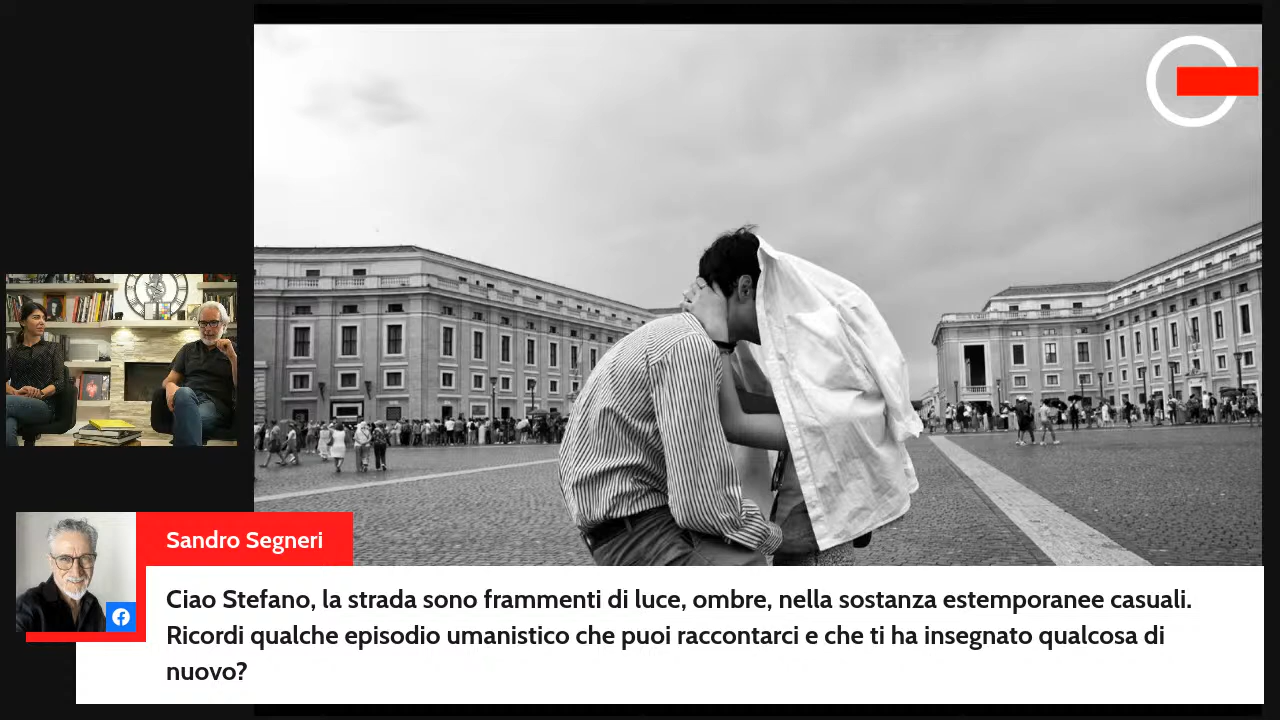 Sandro Segneri
Ciao Stefano, la strada sono frammenti di luce, ombre, nella sostanza estemporanee casuali.
Ricordi qualche episodio umanistico che puoi raccontarci e che ti ha insegnato qualcosa di
nuovo?